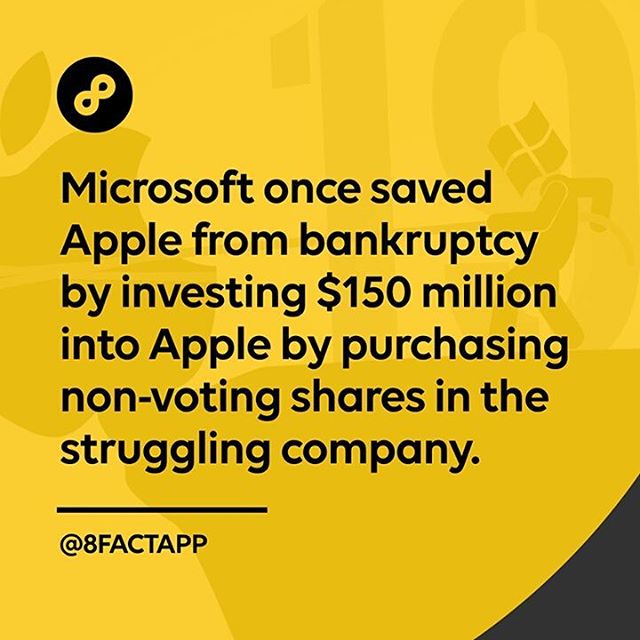 Microsoft once saved
Apple from bankruptcy
by investing $150 million
into Apple by purchasing
non-voting shares in the
struggling company.
@8FACTAPP